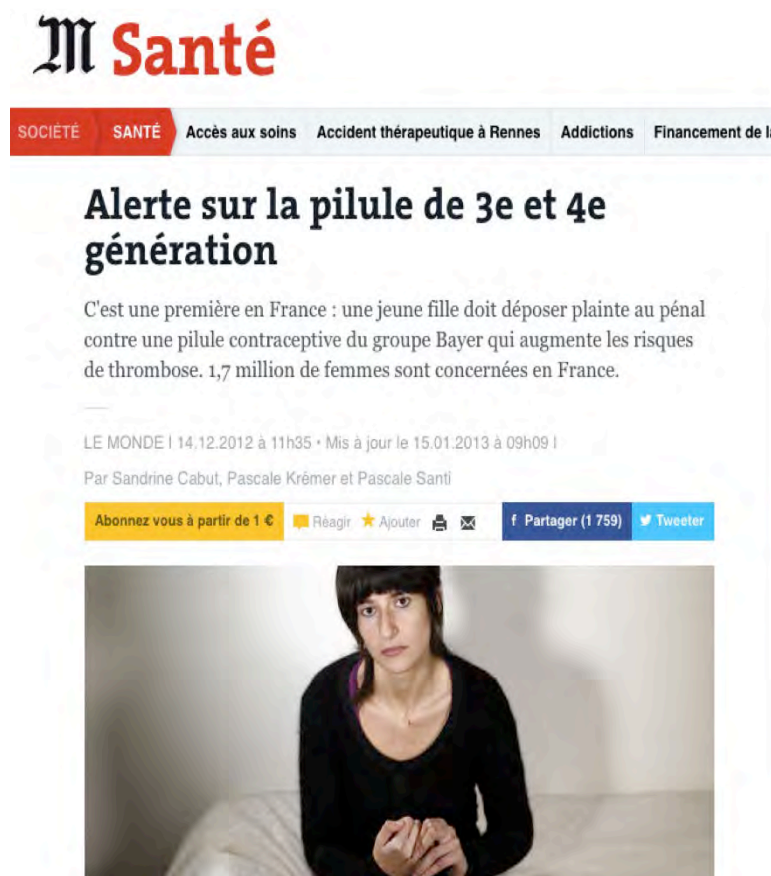 M Santé
SOCIÉTÉ SANTÉ Accès aux soins Accident thérapeutique à Rennes Addictions Financement de la
Alerte sur la pilule de 3e et 4e
génération
C'est une première en France : une jeune fille doit déposer plainte au pénal
contre une pilule contraceptive du groupe Bayer qui augmente les risques
de thrombose. 1,7 million de femmes sont concernées en France.
LE MONDE | 14.12.2012 à 11h35 • Mis à jour le 15.01.2013 à 09h09 |
Par Sandrine Cabut, Pascale Krémer et Pascale Santi
Abonnez vous à partir de 1 € Réagir Ajouter f Partager (1 759) Tweeter